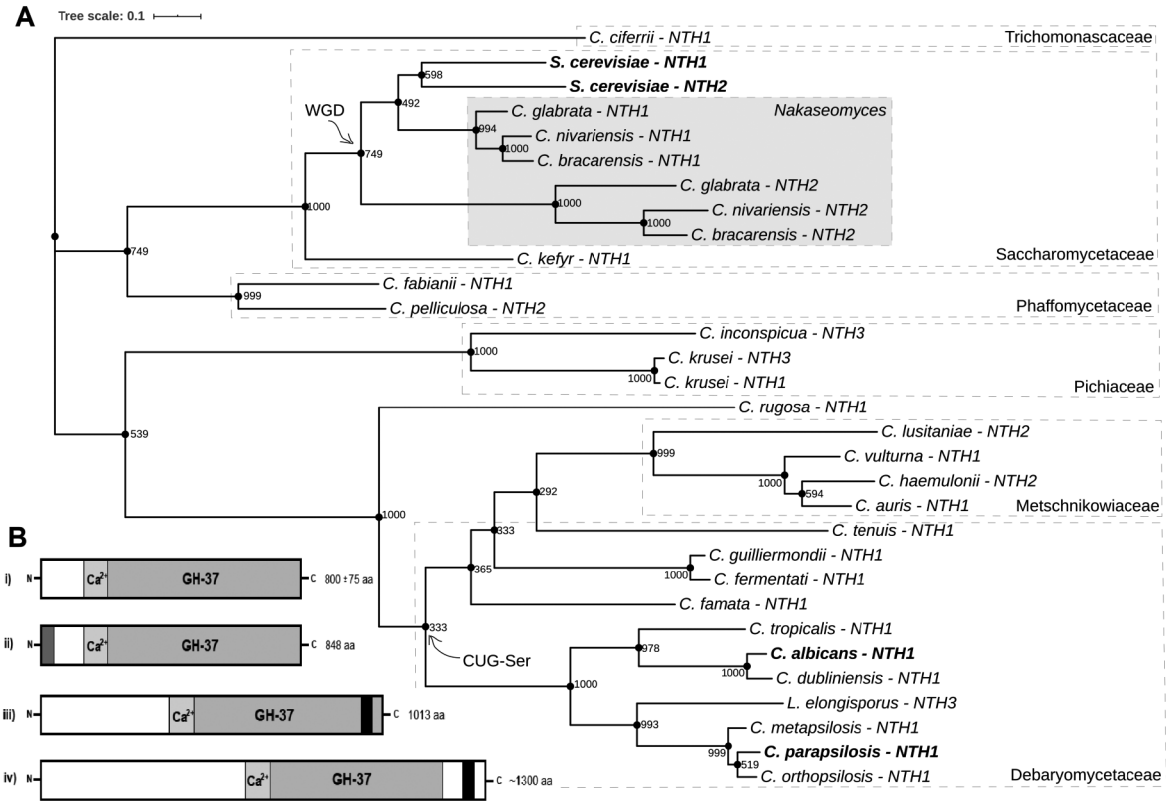 A
Tree scale: 0.1
C. ciferrii - NTH1
Trichomonascaceae
S. cerevisiae - NTH1
598
S. cerevisiae - NTH2
492
WGD
C. glabrata - NTH1
Nakaseomyces
994
C. nivariensis - NTH1
1000
C. bracarensis - NTH1
749
C. glabrata - NTH2
1000
C. nivariensis - NTH2
1000
C. bracarensis - NTH2
1000
C. kefyr - NTH1
Saccharomycetaceae
749
C. fabianii - NTH1
999
C. pelliculosa - NTH2
Phaffomycetaceae
C. inconspicua - NTH3
1000
C. krusei - NTH3
1000
C. krusei - NTH1
Pichiaceae
C. rugosa - NTH1
539
C. lusitaniae - NTH2
999
C. vulturna - NTH1
1000
C. haemulonii - NTH2
594
C. auris - NTH1
Metschnikowiaceae
292
1000
C. tenuis - NTH1
333
C. guilliermondii - NTH1
1000
C. fermentati - NTH1
365
C. famata - NTH1
333
CUG-Ser
C. tropicalis - NTH1
978
C. albicans - NTH1
1000
C. dubliniensis - NTH1
1000
L. elongisporus - NTH3
993
C. metapsilosis - NTH1
999
C. parapsilosis - NTH1
519
C. orthopsilosis - NTH1
Debaryomycetaceae
B
i) N Ca2+ GH-37 C 800 ±75 aa
ii) N Ca2+ GH-37 C 848 aa
iii) N Ca2+ GH-37 C 1013 aa
iv) N Ca2+ GH-37 C ~1300 aa